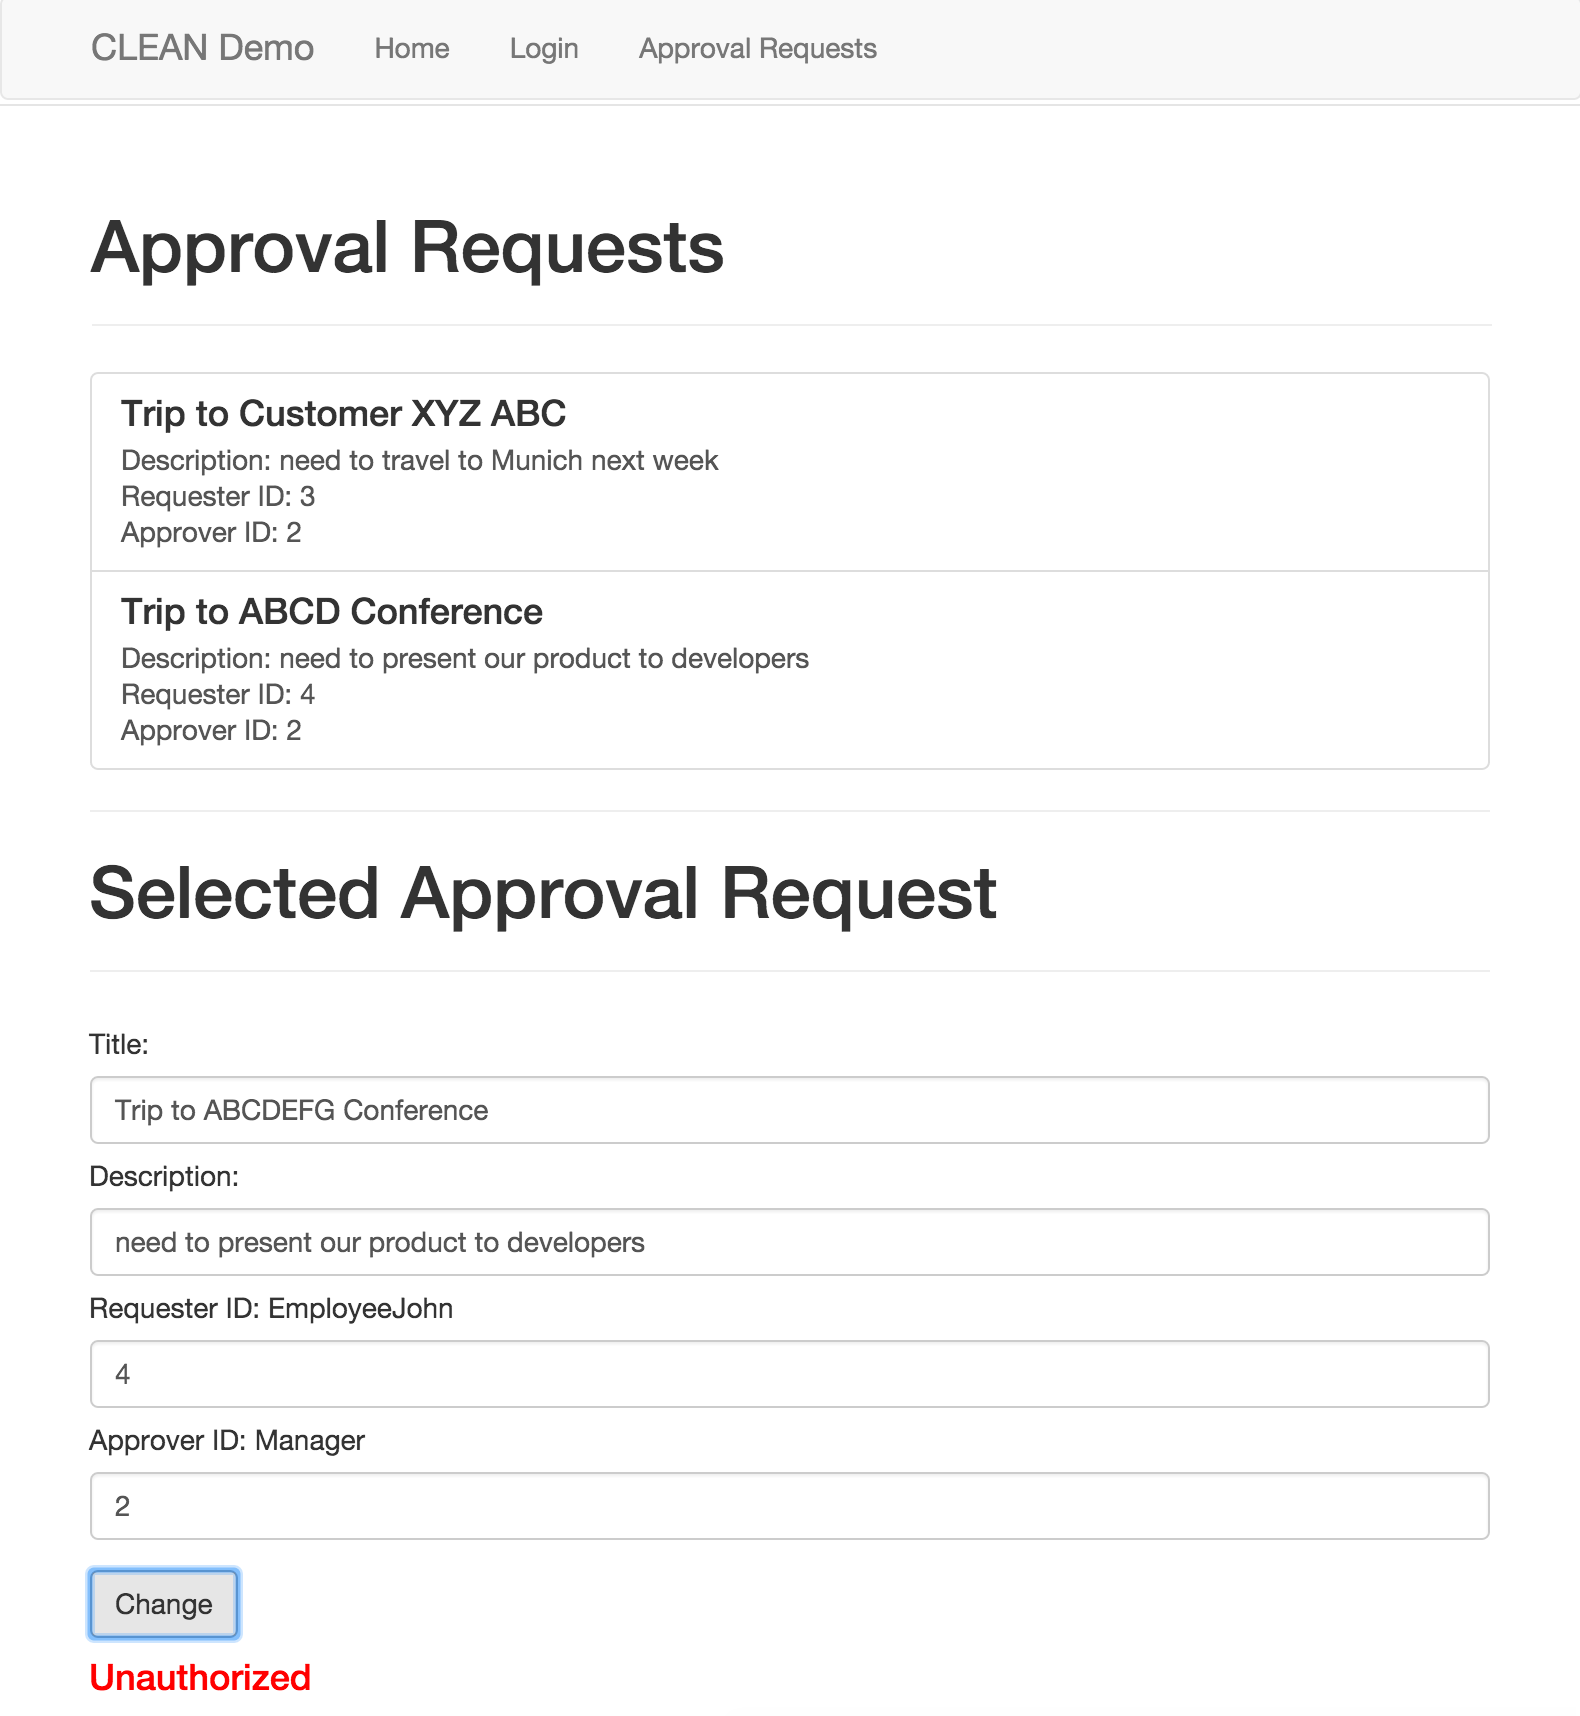 CLEAN Demo Home Login Approval Requests
Approval Requests
Trip to Customer XYZ ABC
Description: need to travel to Munich next week
Requester ID: 3
Approver ID: 2
Trip to ABCD Conference
Description: need to present our product to developers
Requester ID: 4
Approver ID: 2
Selected Approval Request
Title:
Trip to ABCDEFG Conference
Description:
need to present our product to developers
Requester ID: EmployeeJohn
4
Approver ID: Manager
2
Change
Unauthorized